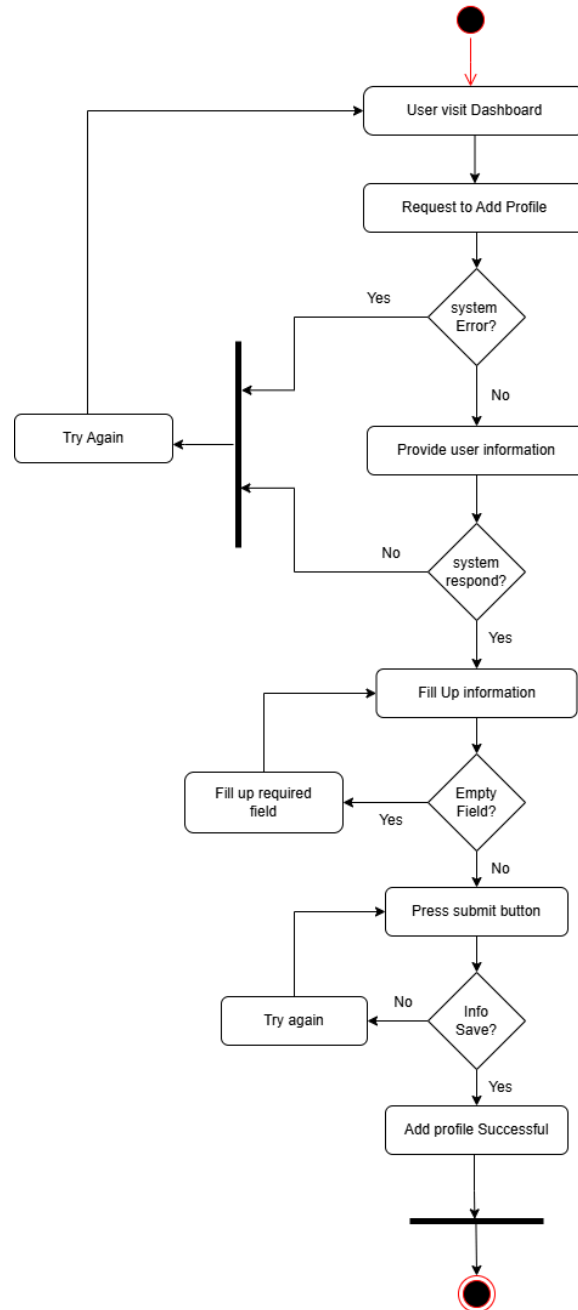 User visit Dashboard
Request to Add Profile
Yes
system
Error?
No
Try Again
Provide user information
No
system
respond?
Yes
Fill Up information
Fill up required
field
Yes
Empty
Field?
No
Press submit button
Try again
No
Info
Save?
Yes
Add profile Successful